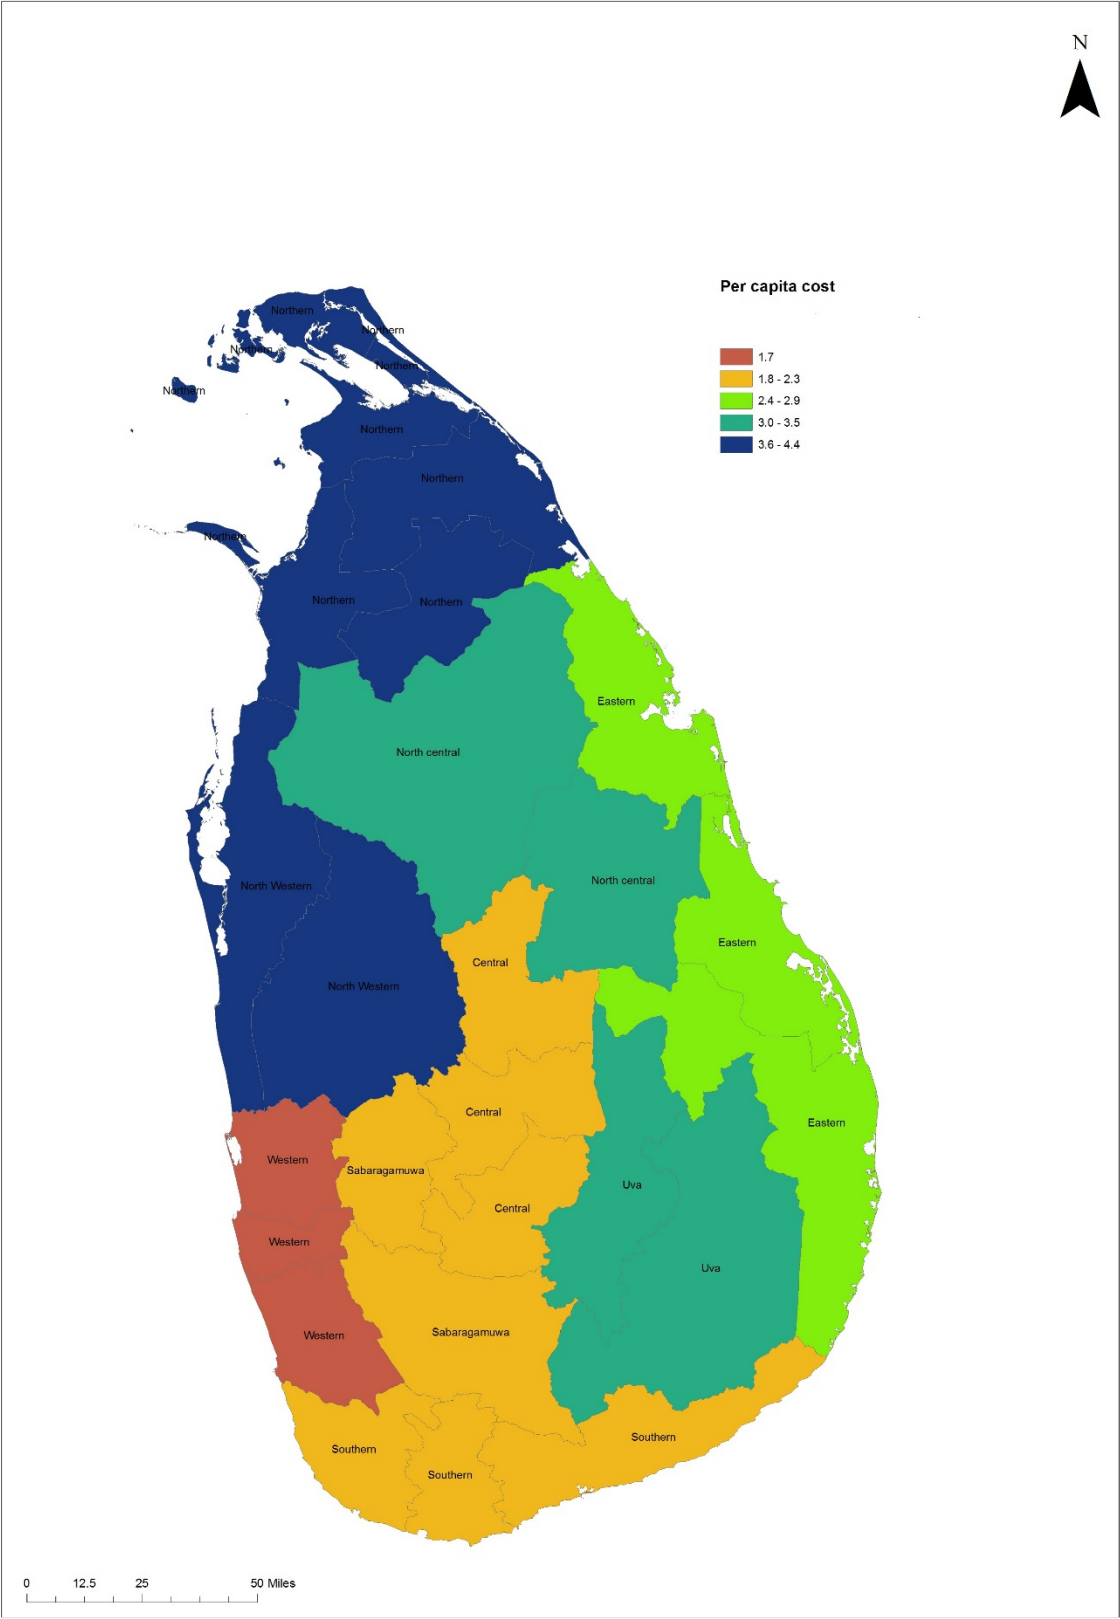 N
Per capita cost
1.7
1.8 - 2.3
2.4 - 2.9
3.0 - 3.5
3.6 - 4.4
Northern
Northern
Northern
Northern
Northern
Northern
Northern
Northern
Northern
Northern
Eastern
North central
North central
North Western
Eastern
Central
North Western
Central
Eastern
Western
Sabaragamuwa
Uva
Central
Western
Uva
Sabaragamuwa
Western
Southern
Southern
Southern
0 12.5 25 50 Miles